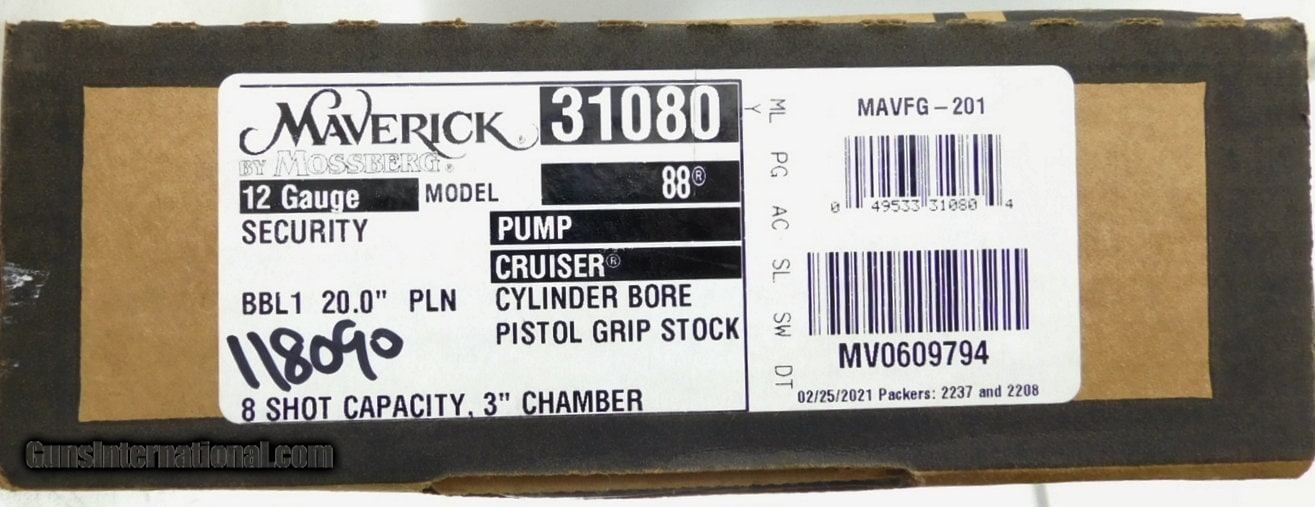 MAVERICK®
BY MOSSBERG®
31080
12 Gauge
MODEL
88®
SECURITY
PUMP
CRUISER®
BBL1 20.0" PLN
CYLINDER BORE
PISTOL GRIP STOCK
118090
8 SHOT CAPACITY, 3" CHAMBER
ML PG AC SL SW DT
Y
MAVFG-201
0 49533 31080 4
MV0609794
02/25/2021 Packers: 2237 and 2208
GunsInternational.com